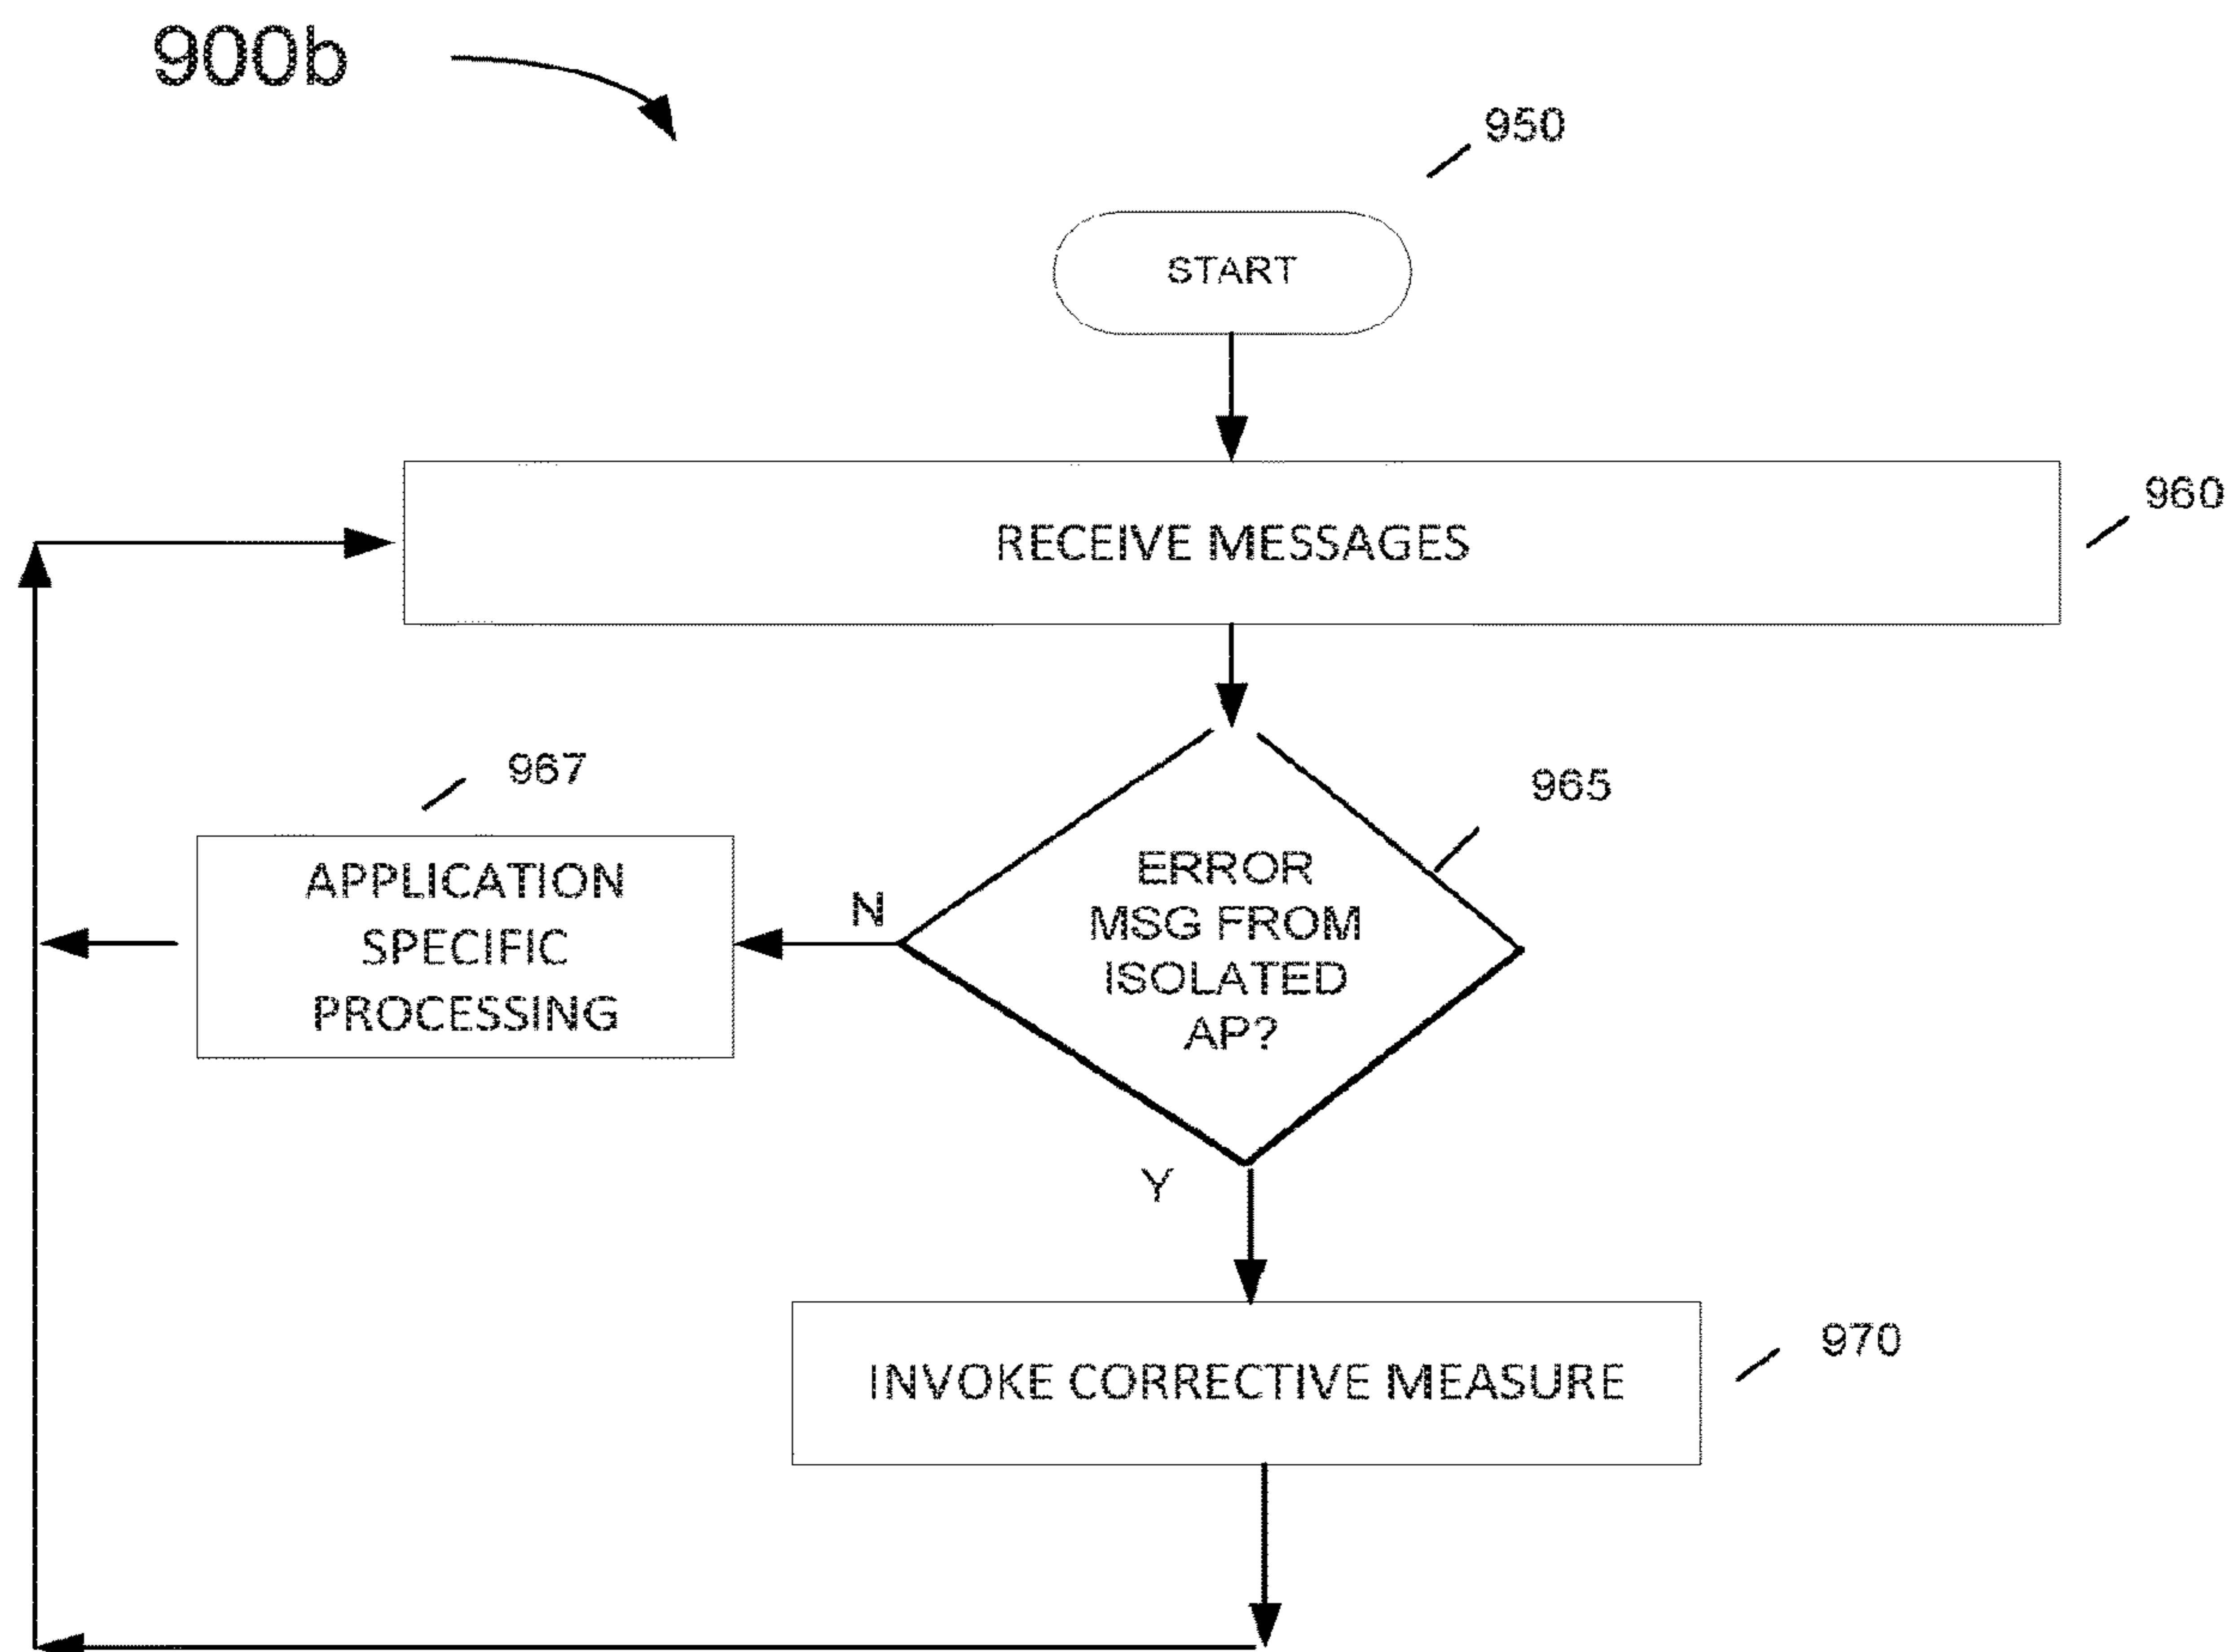 900b
950
START
960
RECEIVE MESSAGES
967
965
APPLICATION
SPECIFIC
PROCESSING
N
ERROR
MSG FROM
ISOLATED
AP?
Y
970
INVOKE CORRECTIVE MEASURE